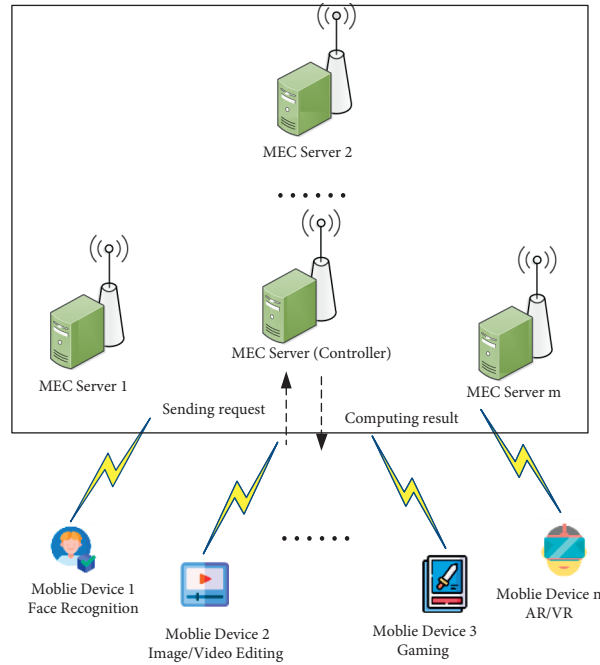 MEC Server 2
......
MEC Server 1
MEC Server (Controller)
MEC Server m
Sending request
Computing result
......
Moblie Device 1
Face Recognition
Moblie Device 2
Image/Video Editing
Moblie Device 3
Gaming
Moblie Device n
AR/VR